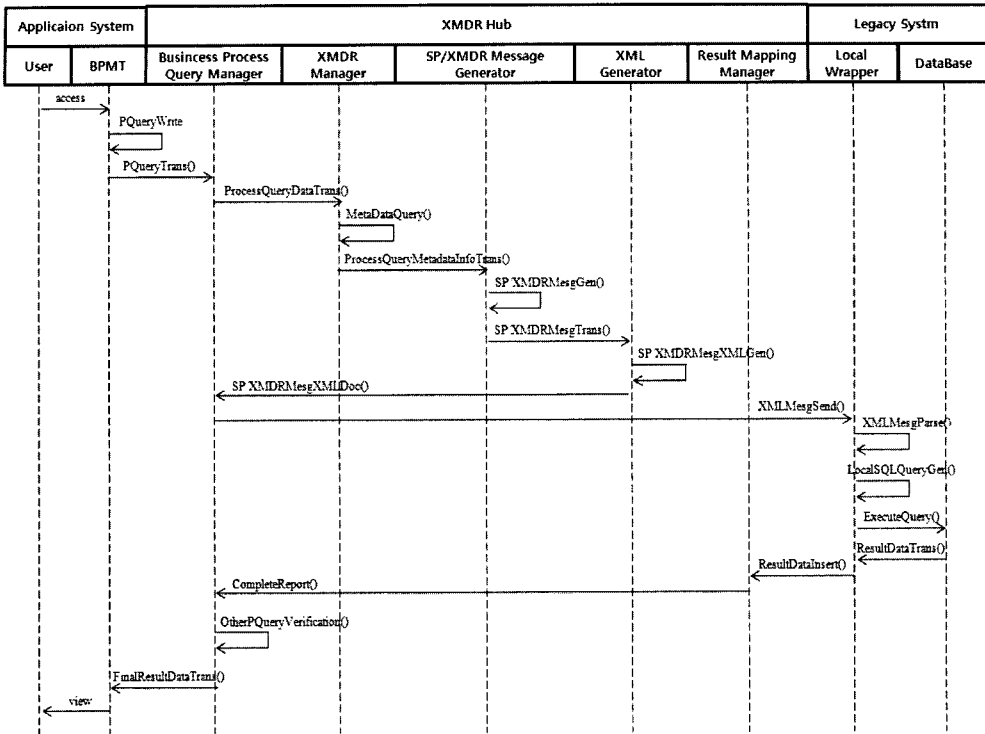 Applicaion System
XMDR Hub
Legacy Systm
User
BPMT
Busincess Process
Query Manager
XMDR
Manager
SP/XMDR Message
Generator
XML
Generator
Result Mapping
Manager
Local
Wrapper
DataBase
access
PQueryWrite
PQueryTrans()
ProcessQueryDataTrans()
MetaDataQuery()
ProcessQueryMetadataInfoTrans()
SP XMDRMesgGen()
SP XMDRMesgTrans()
SP XMDRMesgXMLGen()
SP XMDRMesgXMLDoc()
XMLMesgSend()
XMLMesgParse()
LocalSQLQueryGen()
ExecuteQuery()
ResultDataTrans()
ResultDataInsert()
CompleteReport()
OtherPQueryVerification()
FinalResultDataTrans()
view